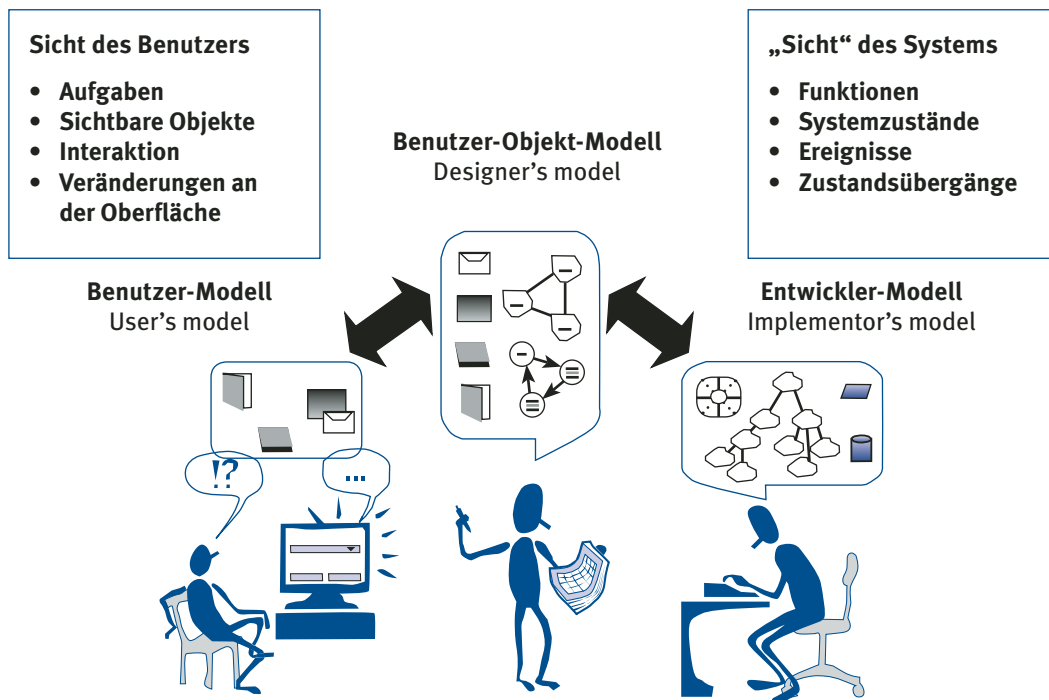 Sicht des Benutzers
• Aufgaben
• Sichtbare Objekte
• Interaktion
• Veränderungen an
der Oberfläche
„Sicht“ des Systems
• Funktionen
• Systemzustände
• Ereignisse
• Zustandsübergänge
Benutzer-Objekt-Modell
Designer’s model
Benutzer-Modell
User’s model
Entwickler-Modell
Implementor’s model
!?
...